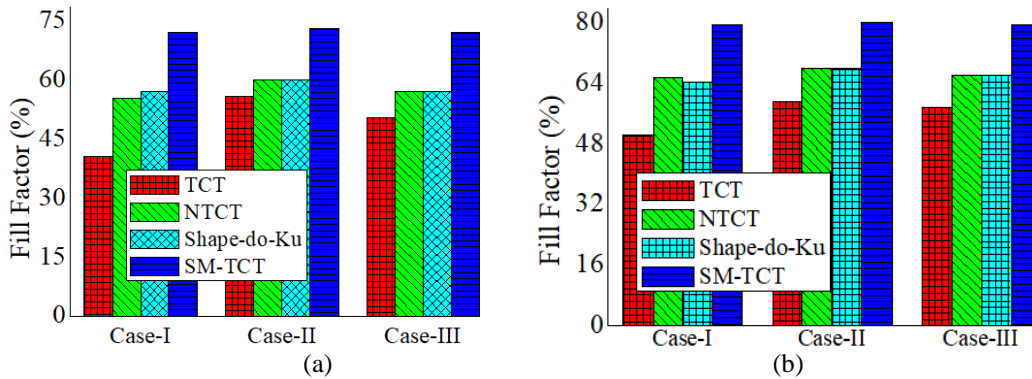 75
60
45
30
15
0
Fill Factor (%)
TCT
NTCT
Shape-do-Ku
SM-TCT
Case-I Case-II Case-III
(a)
80
64
48
32
16
0
Fill Factor (%)
TCT
NTCT
Shape-do-Ku
SM-TCT
Case-I Case-II Case-III
(b)